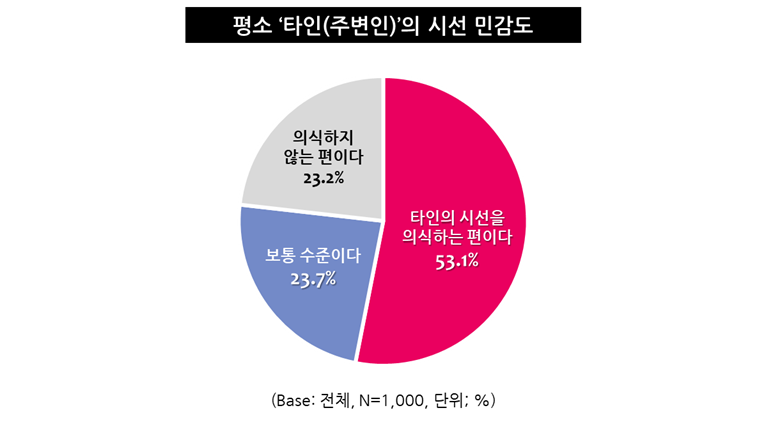 평소 ‘타인(주변인)’의 시선 민감도
의식하지
않는 편이다
23.2%
타인의 시선을
의식하는 편이다
53.1%
보통 수준이다
23.7%
(Base: 전체, N=1,000, 단위; %)